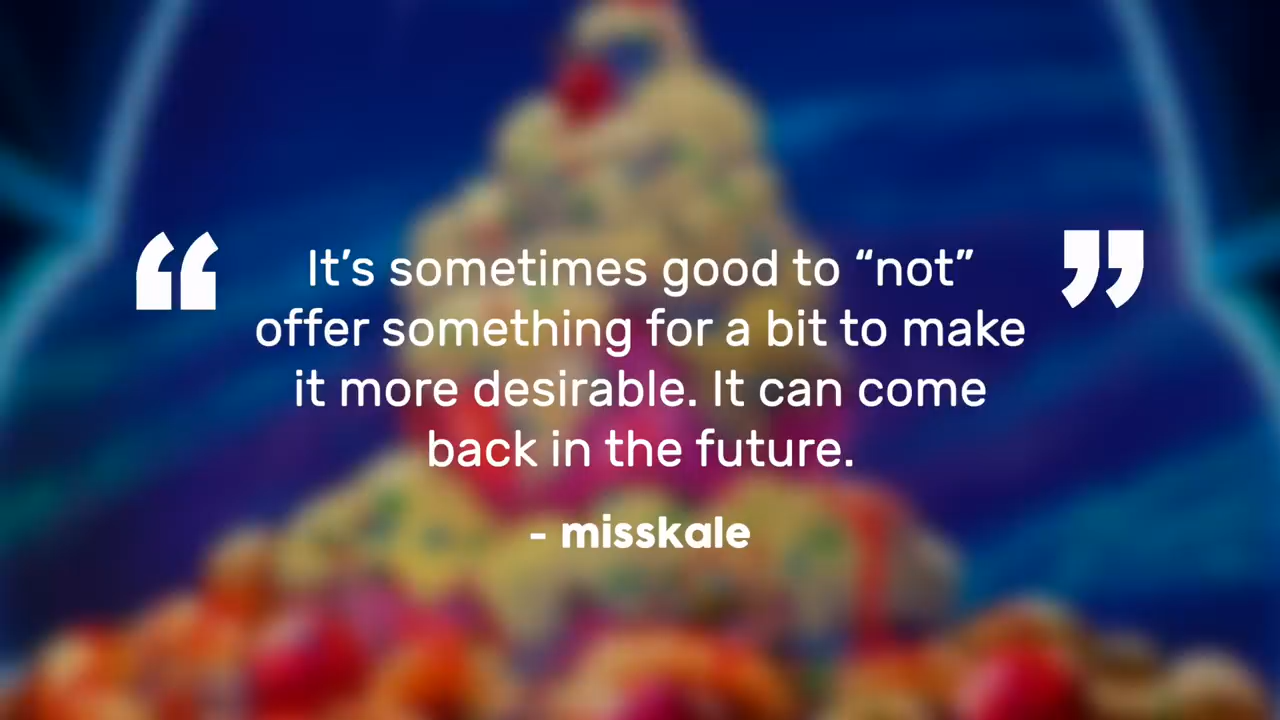 “ It’s sometimes good to “not” ”
offer something for a bit to make
it more desirable. It can come
back in the future.
- misskale